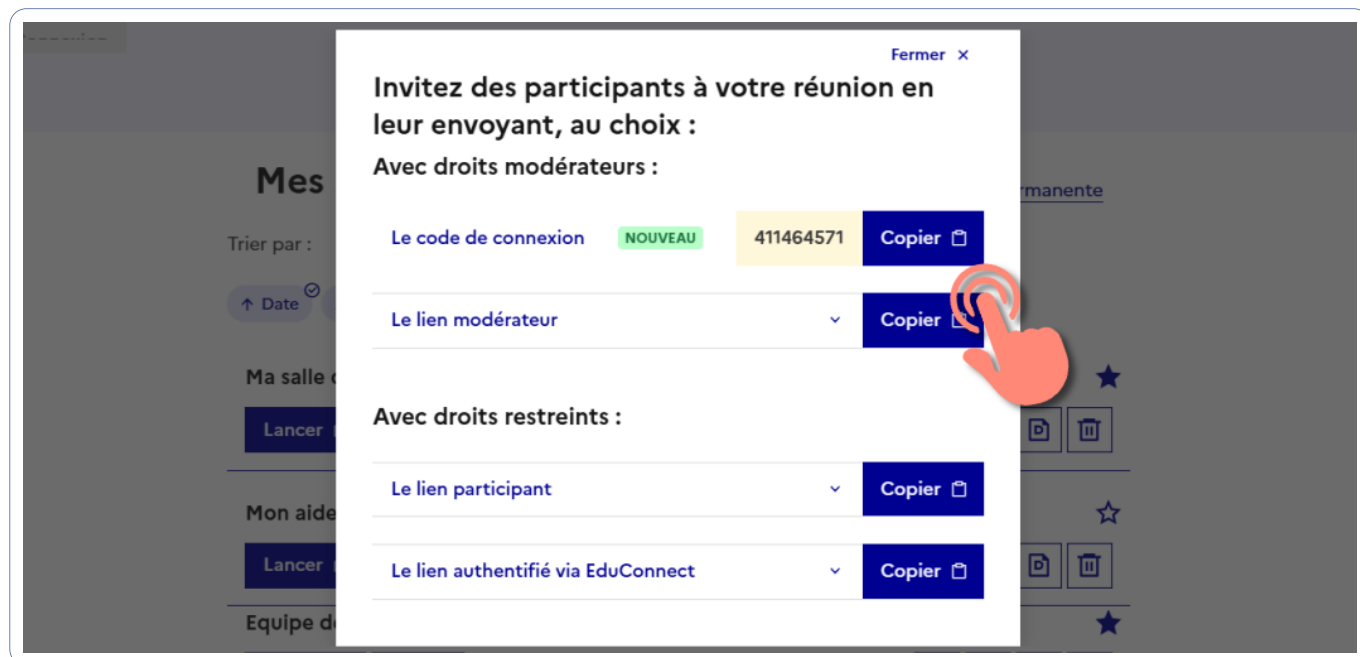 Fermer ×
Invitez des participants à votre réunion en
leur envoyant, au choix :
Avec droits modérateurs :
Mes
rmanente
Le code de connexion NOUVEAU 411464571 Copier
Trier par :
↑ Date
Le lien modérateur Copier
Ma salle
Avec droits restreints :
Lancer
Le lien participant Copier
Mon aide
Lancer
Le lien authentifié via EduConnect Copier
Equipe d